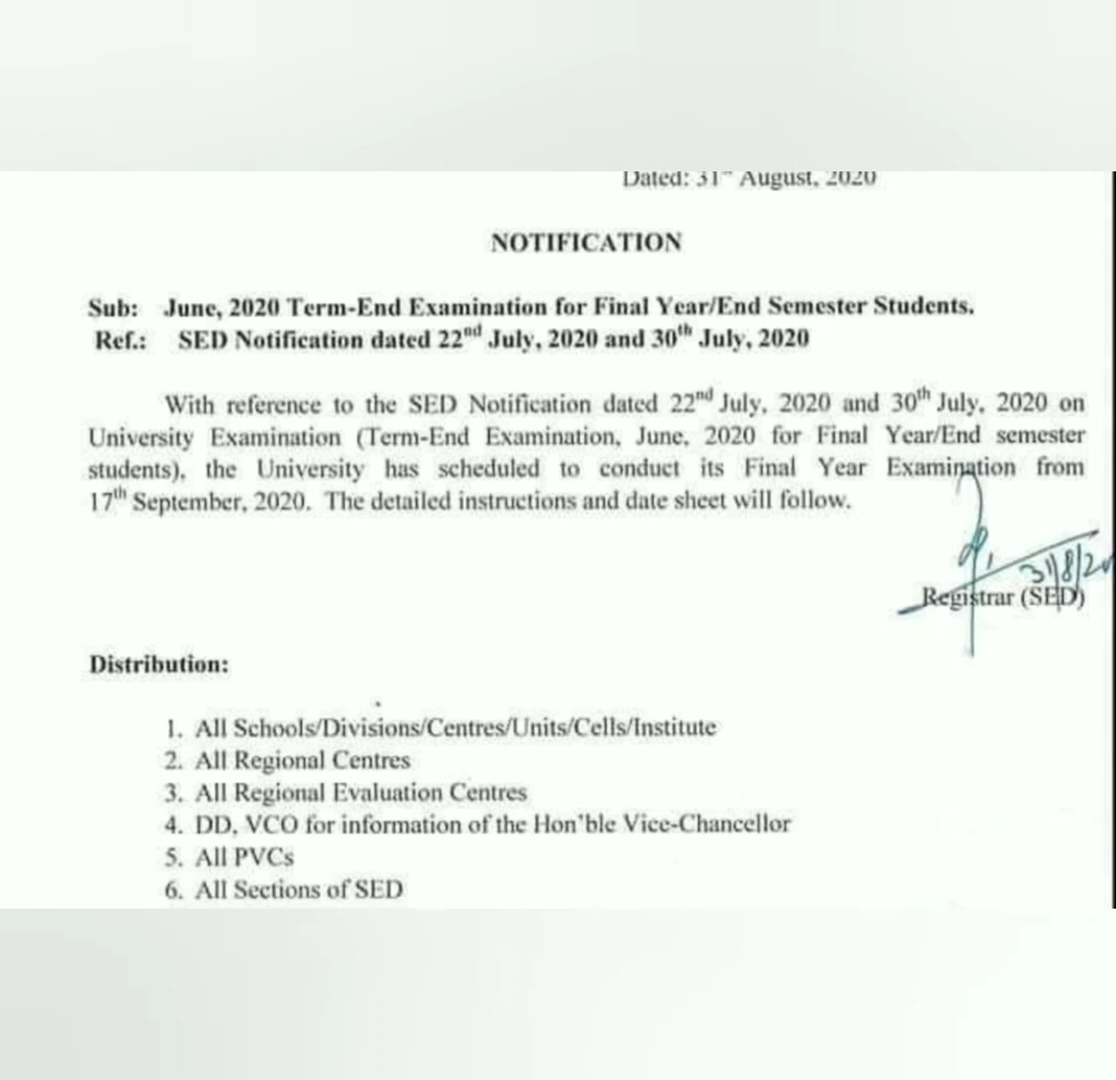 Dated: 31st August, 2020
NOTIFICATION
Sub: June, 2020 Term-End Examination for Final Year/End Semester Students.
Ref.: SED Notification dated 22nd July, 2020 and 30th July, 2020
With reference to the SED Notification dated 22nd July, 2020 and 30th July, 2020 on
University Examination (Term-End Examination, June, 2020 for Final Year/End semester
students), the University has scheduled to conduct its Final Year Examination from
17th September, 2020. The detailed instructions and date sheet will follow.
31/8/20
Registrar (SED)
Distribution:
1. All Schools/Divisions/Centres/Units/Cells/Institute
2. All Regional Centres
3. All Regional Evaluation Centres
4. DD, VCO for information of the Hon'ble Vice-Chancellor
5. All PVCs
6. All Sections of SED